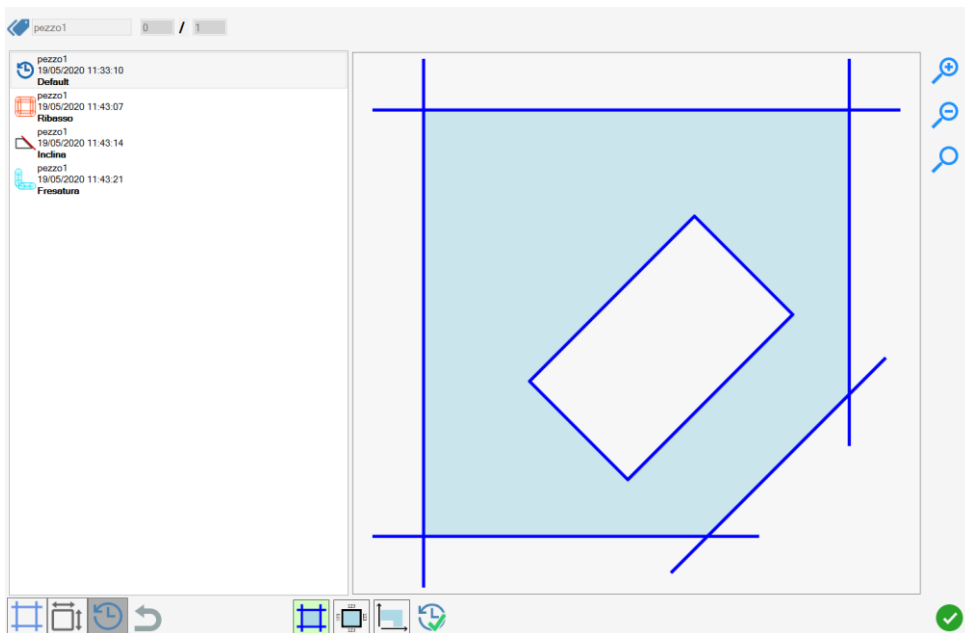 pezzo1 0 / 1
pezzo1
19/05/2020 11:33:10
Default
pezzo1
19/05/2020 11:43:07
Ribasso
pezzo1
19/05/2020 11:43:14
Inclina
pezzo1
19/05/2020 11:43:21
Fresatura